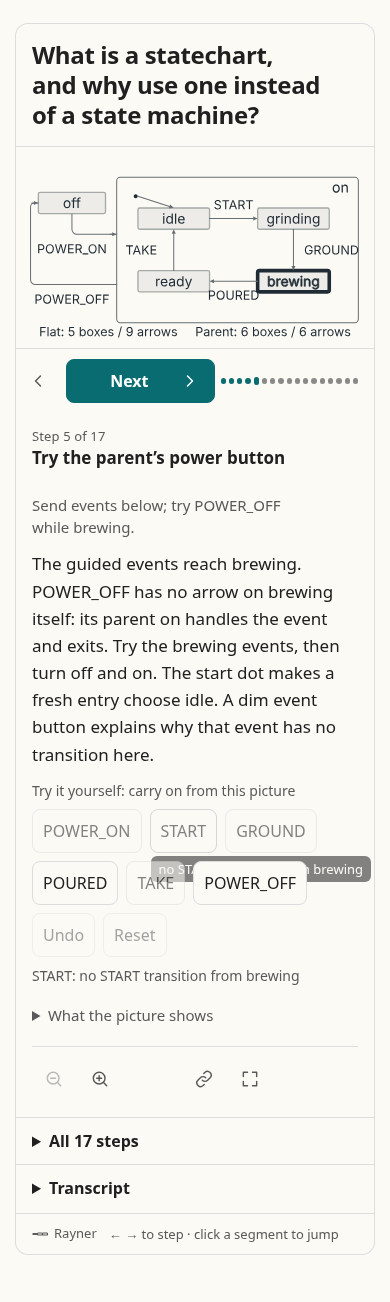 What is a statechart,
and why use one instead
of a state machine?
on
off
idle
START
grinding
POWER_ON
TAKE
GROUND
ready
POURED
brewing
POWER_OFF
Flat: 5 boxes / 9 arrows Parent: 6 boxes / 6 arrows
Next
Step 5 of 17
Try the parent’s power button
Send events below; try POWER_OFF
while brewing.
The guided events reach brewing.
POWER_OFF has no arrow on brewing
itself: its parent on handles the event
and exits. Try the brewing events, then
turn off and on. The start dot makes a
fresh entry choose idle. A dim event
button explains why that event has no
transition here.
Try it yourself: carry on from this picture
POWER_ON START GROUND
no brewing
POURED TAKE POWER_OFF
Undo Reset
START: no START transition from brewing
What the picture shows
All 17 steps
Transcript
Rayner ← → to step · click a segment to jump